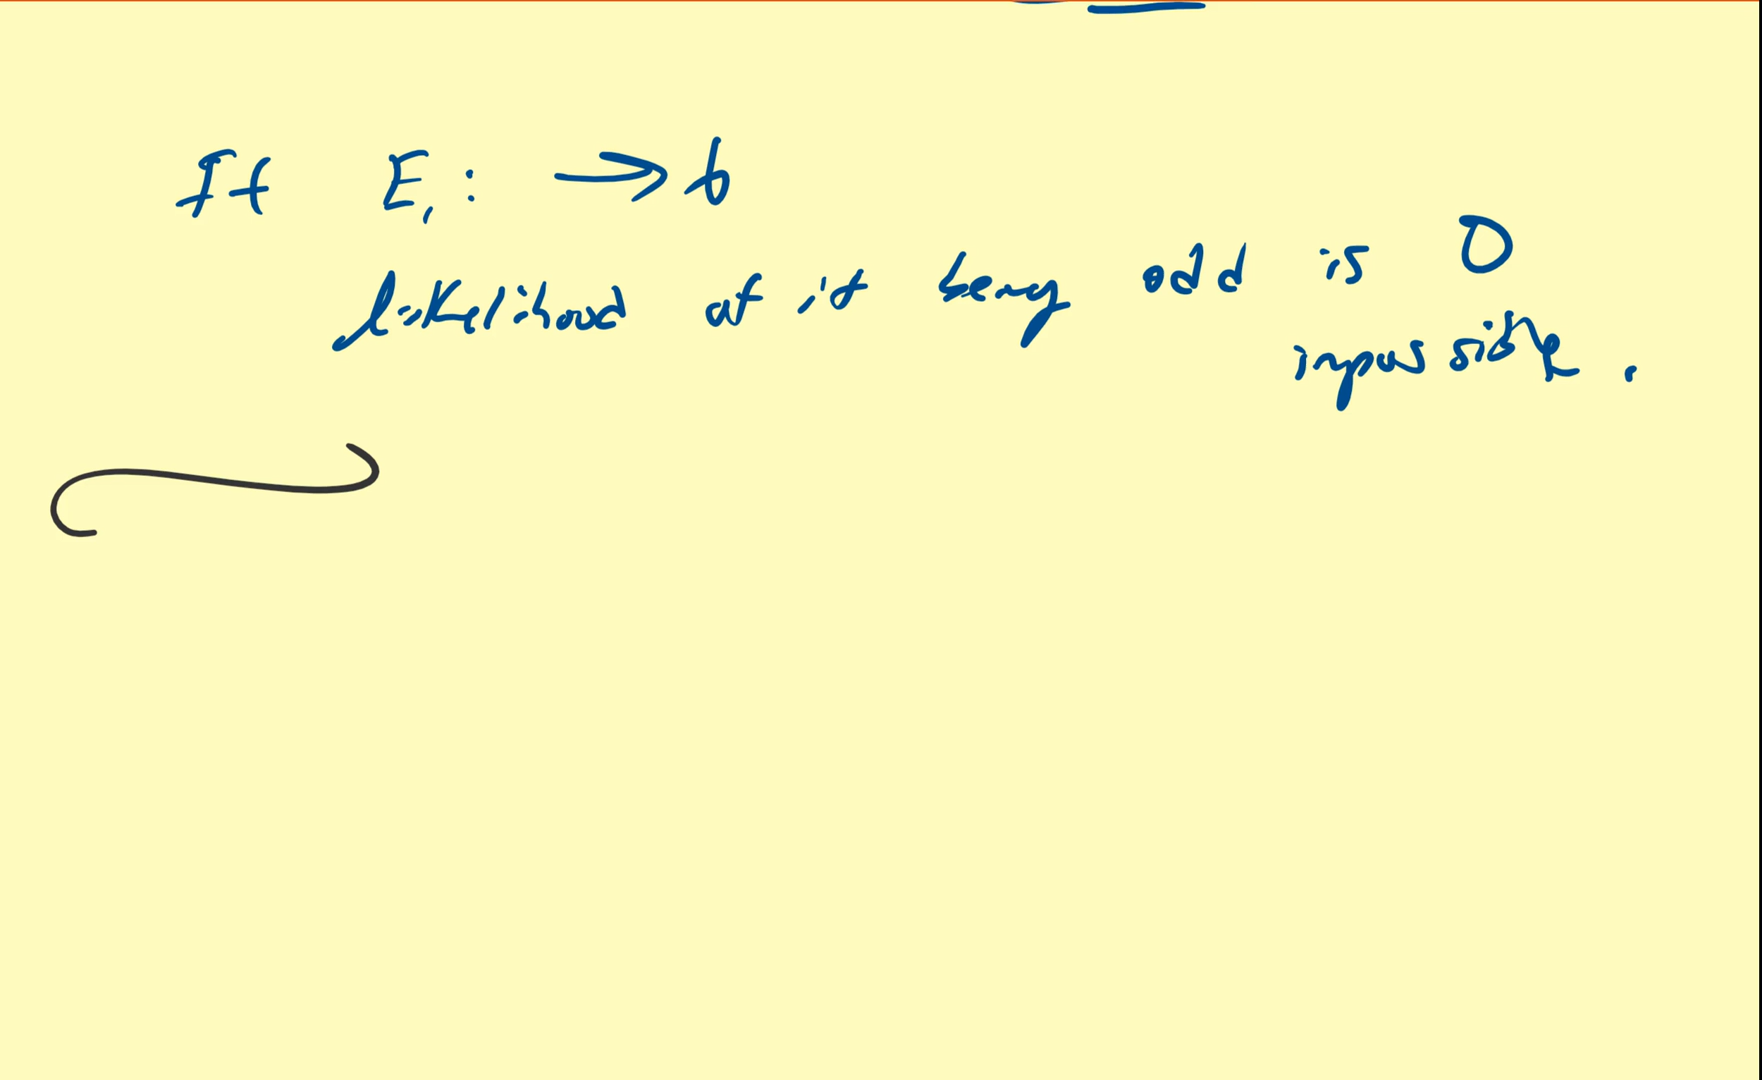 If E₁: → 6
likelihood of it being odd is 0
impossible.